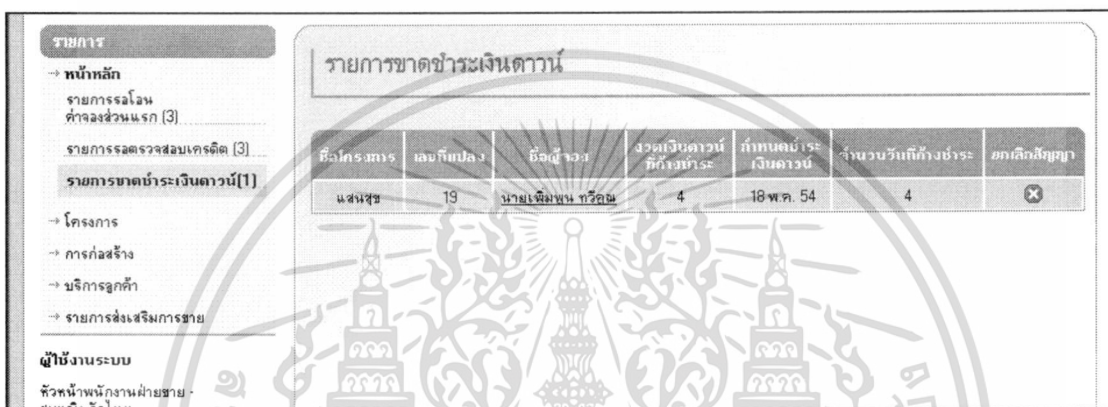 รายการ
→ หน้าหลัก
รายการรอโอน
ค่าจองส่วนแรก (3)
รายการรอตรวจสอบเครดิต (3)
รายการขาดชำระเงินดาวน์(1)
→ โครงการ
→ การก่อสร้าง
→ บริการลูกค้า
→ รายการส่งเสริมการขาย
ผู้ใช้งานระบบ
หัวหน้าพนักงานฝ่ายขาย -
รายการขาดชำระเงินดาวน์
ชื่อโครงการ เลขที่แปลง ชื่อผู้จอง งวดเงินดาวน์ที่ค้างชำระ กำหนดชำระเงินดาวน์ จำนวนวันที่ค้างชำระ ยกเลิกสัญญา
แสนสุข 19 นายเพิ่มพูน ทวีคูณ 4 18 พ.ค. 54 4